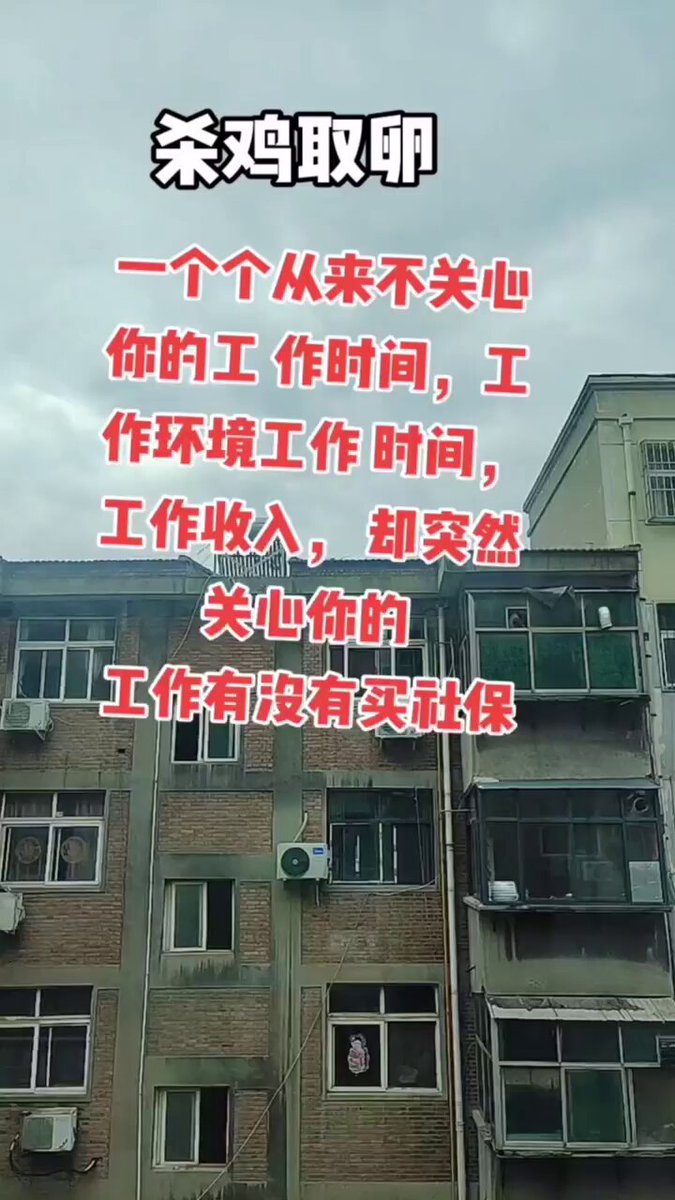 杀鸡取卵
一个个从来不关心
你的工 作时间，工
作环境工作 时间，
工作收入， 却突然
关心你的
工作有没有买社保